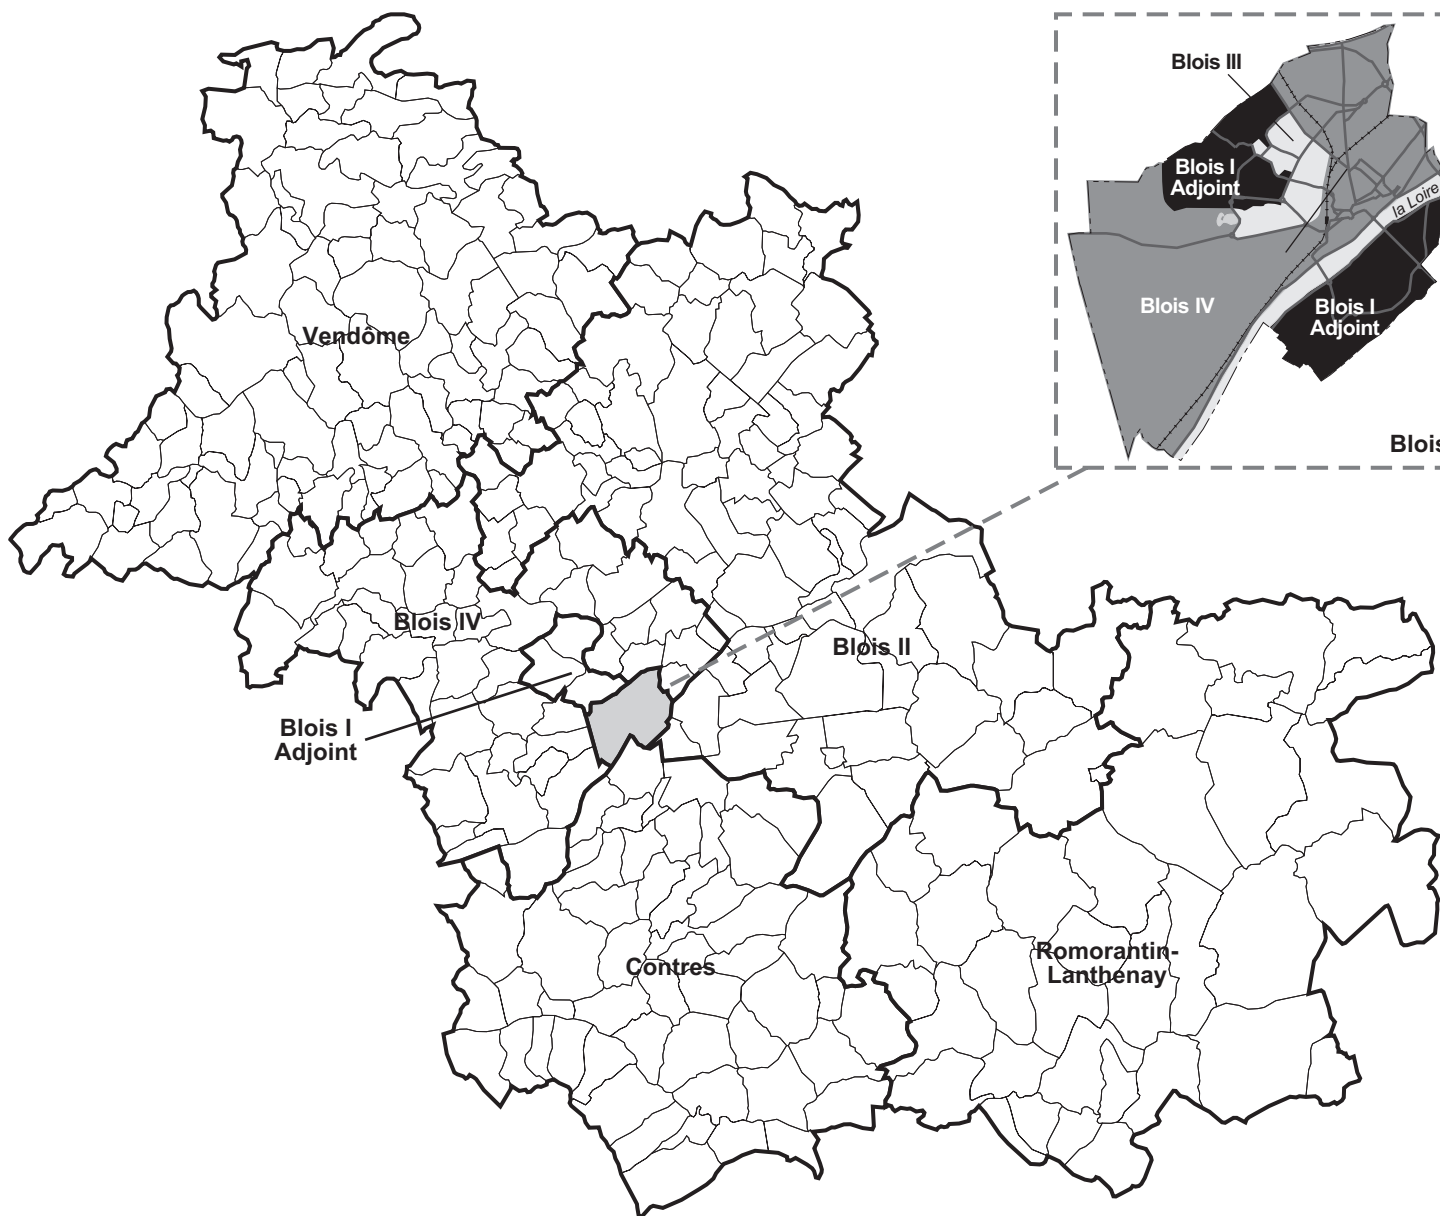 Blois III
Blois I
Adjoint
la Loire
Blois IV
Blois I
Adjoint
Blois
Vendôme
Blois IV
Blois II
Blois I
Adjoint
Contres
Romorantin-
Lanthenay